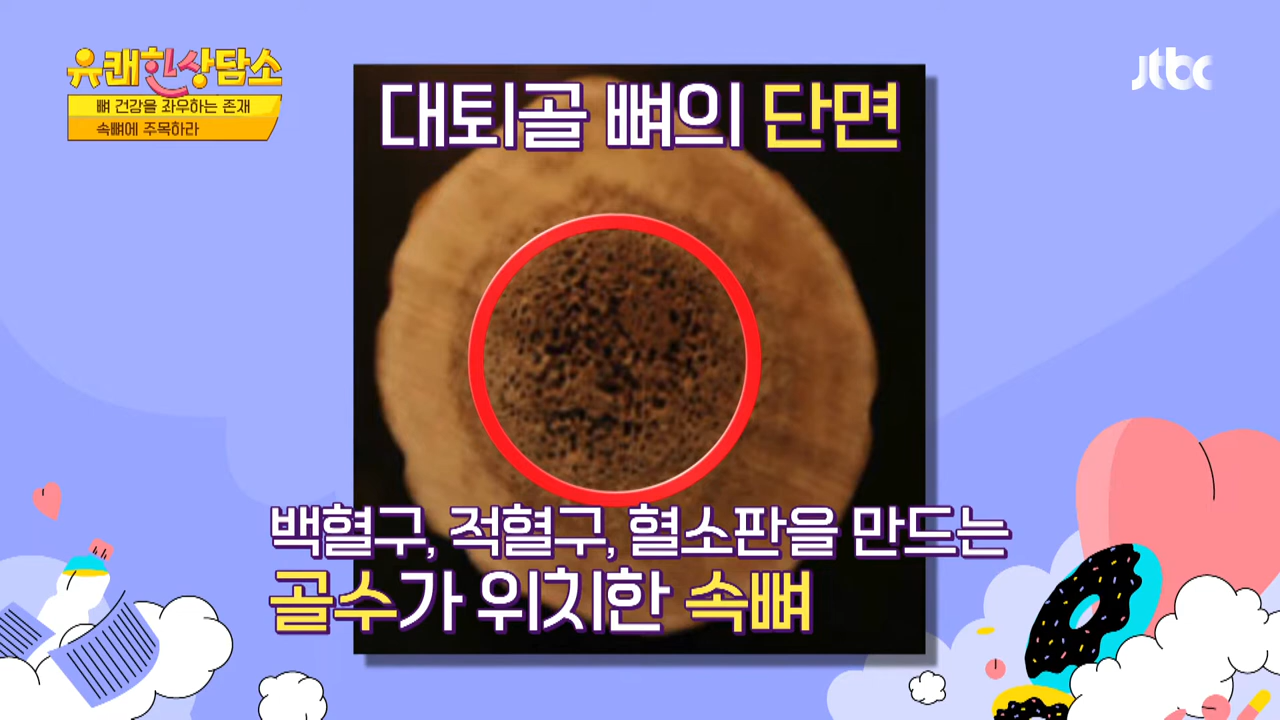 유쾌한상담소
뼈 건강을 좌우하는 존재
속뼈에 주목하라
jtbc
대퇴골 뼈의 단면
백혈구, 적혈구, 혈소판을 만드는
골수가 위치한 속뼈